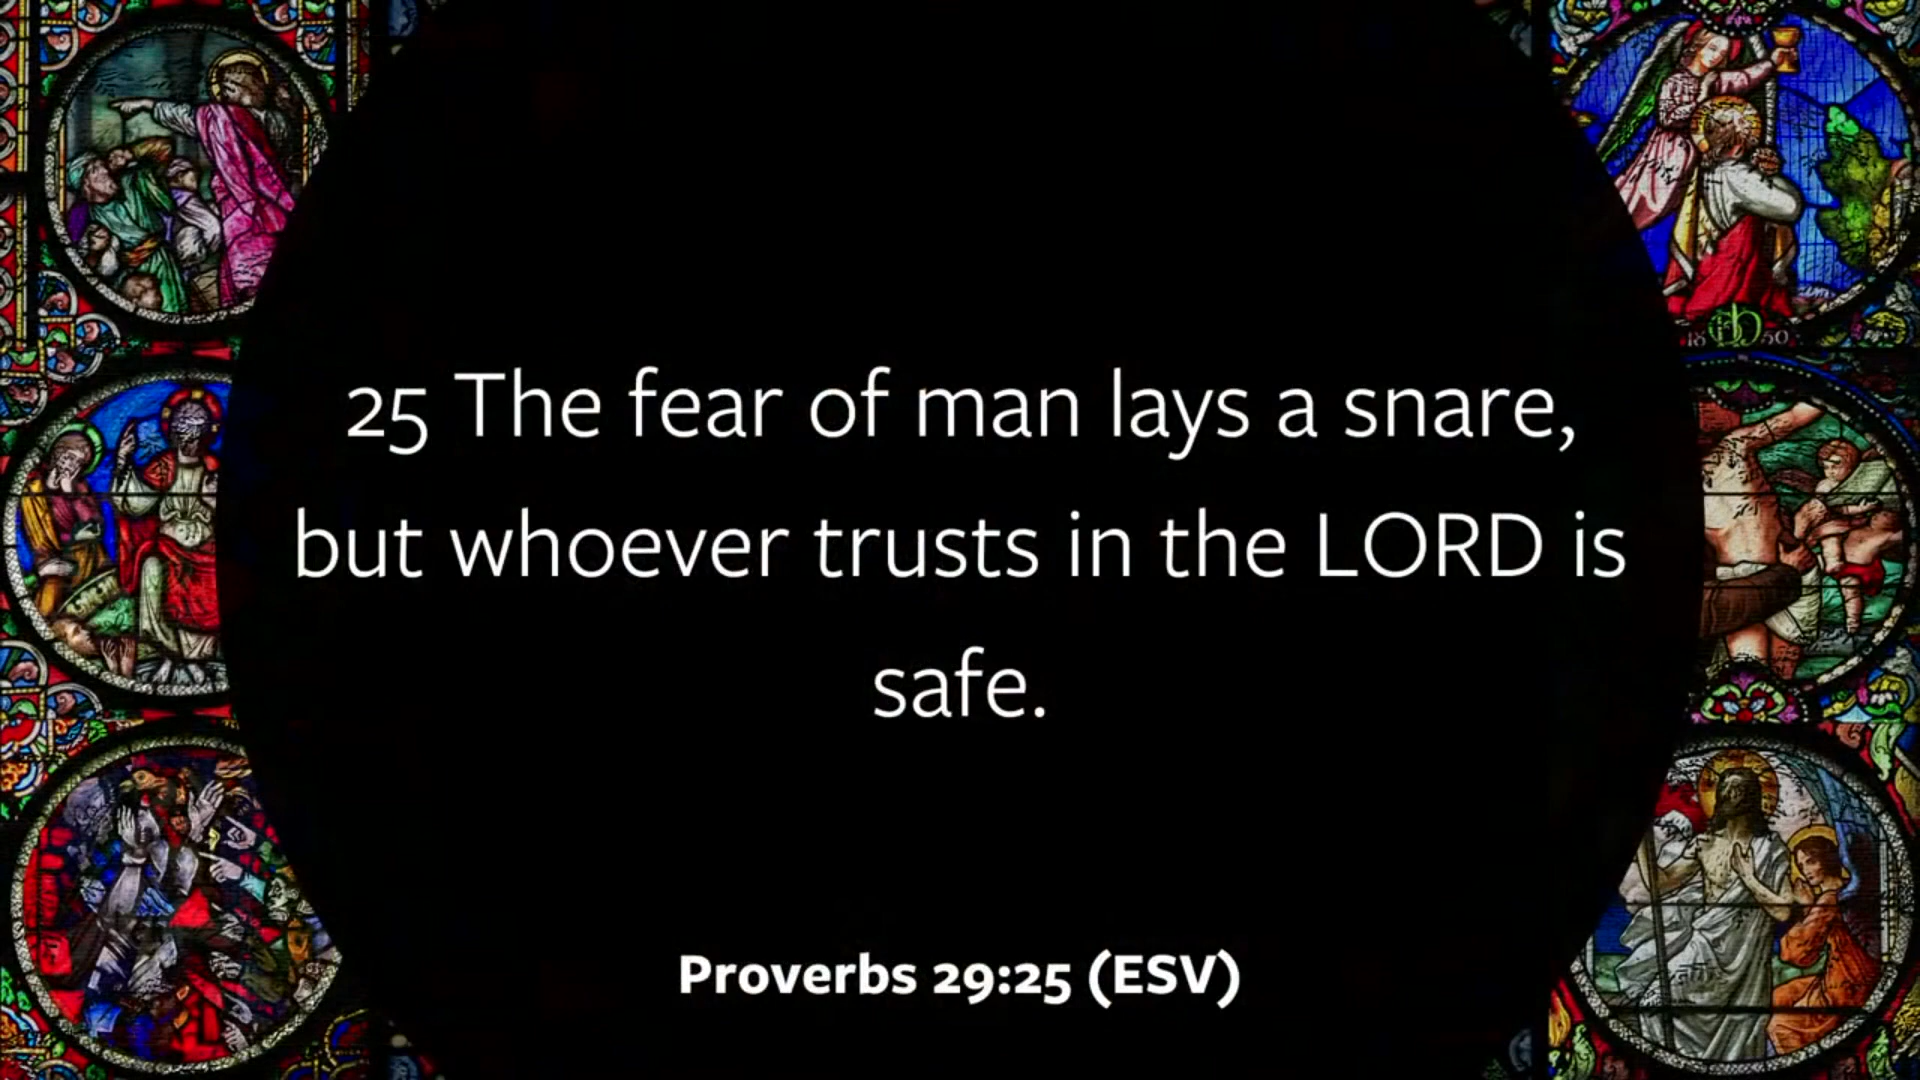 25 The fear of man lays a snare,
but whoever trusts in the LORD is
safe.
Proverbs 29:25 (ESV)